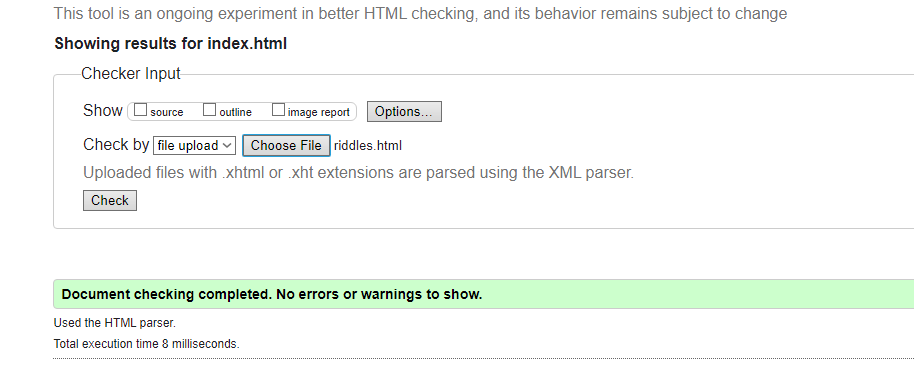 This tool is an ongoing experiment in better HTML checking, and its behavior remains subject to change
Showing results for index.html
Checker Input
Show source outline image report Options...
Check by file upload Choose File riddles.html
Uploaded files with .xhtml or .xht extensions are parsed using the XML parser.
Check
Document checking completed. No errors or warnings to show.
Used the HTML parser.
Total execution time 8 milliseconds.